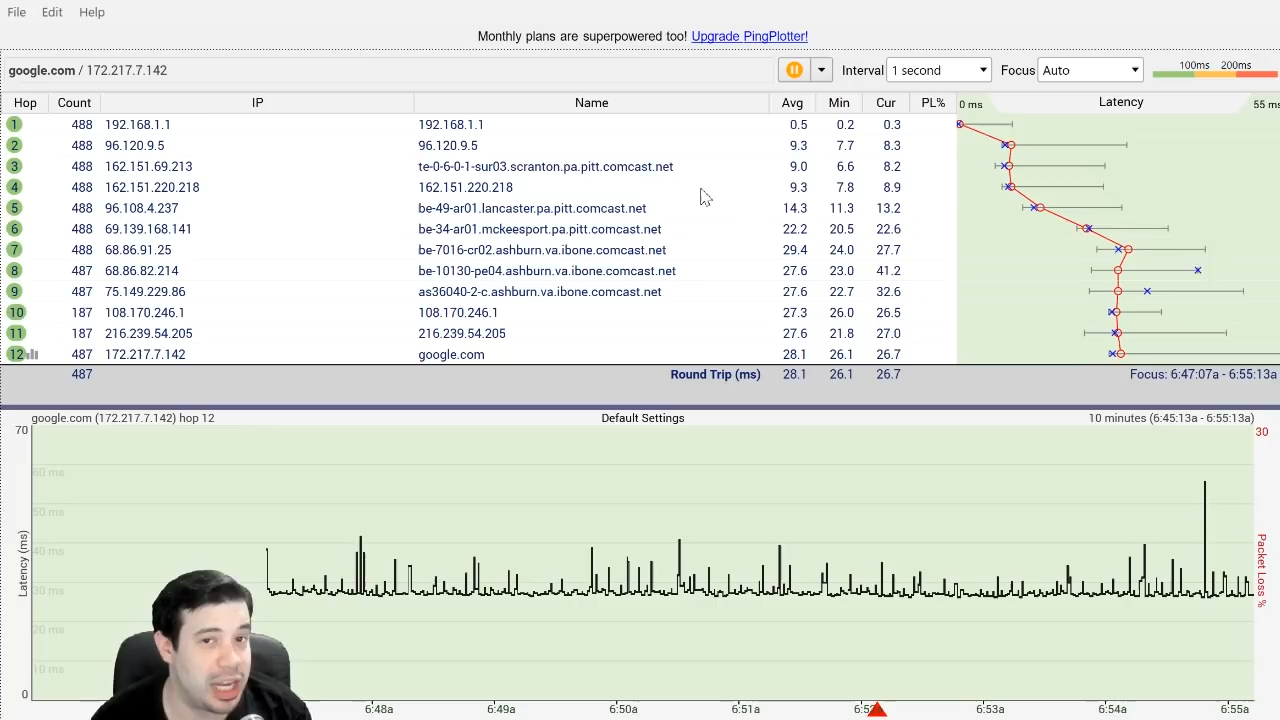 File Edit Help
Monthly plans are superpowered too! Upgrade PingPlotter!
google.com / 172.217.7.142 Interval 1 second Focus Auto 100ms 200ms
Hop Count IP Name Avg Min Cur PL% 0 ms Latency 55 ms
1 488 192.168.1.1 192.168.1.1 0.5 0.2 0.3
2 488 96.120.9.5 96.120.9.5 9.3 7.7 8.3
3 488 162.151.69.213 te-0-6-0-1-sur03.scranton.pa.pitt.comcast.net 9.0 6.6 8.2
4 488 162.151.220.218 162.151.220.218 9.3 7.8 8.9
5 488 96.108.4.237 be-49-ar01.lancaster.pa.pitt.comcast.net 14.3 11.3 13.2
6 488 69.139.168.141 be-34-ar01.mckeesport.pa.pitt.comcast.net 22.2 20.5 22.6
7 488 68.86.91.25 be-7016-cr02.ashburn.va.ibone.comcast.net 29.4 24.0 27.7
8 487 68.86.82.214 be-10130-pe04.ashburn.va.ibone.comcast.net 27.6 23.0 41.2
9 487 75.149.229.86 as36040-2-c.ashburn.va.ibone.comcast.net 27.6 22.7 32.6
10 187 108.170.246.1 108.170.246.1 27.3 26.0 26.5
11 187 216.239.54.205 216.239.54.205 27.6 21.8 27.0
12 487 172.217.7.142 google.com 28.1 26.1 26.7
487 Round Trip (ms) 28.1 26.1 26.7 Focus: 6:47:07a - 6:55:13a
google.com (172.217.7.142) hop 12 Default Settings 10 minutes (6:45:13a - 6:55:13a)
70 30
60 ms
50 ms
40 ms
30 ms
20 ms
10 ms
0
Latency (ms)
Packet Loss %
6:48a 6:49a 6:50a 6:51a 6:53a 6:54a 6:55a